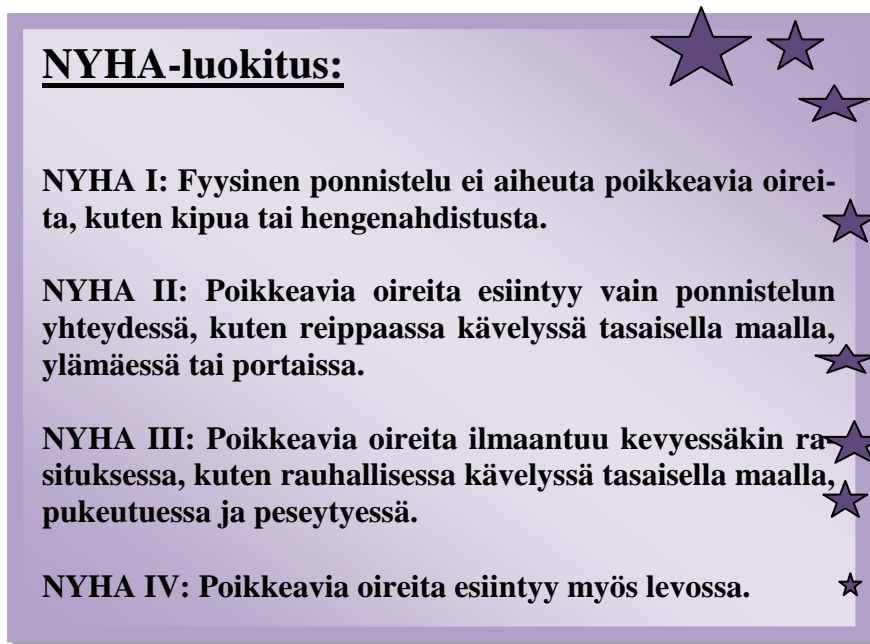 NYHA-luokitus:
NYHA I: Fyysinen ponnistelu ei aiheuta poikkeavia oirei-
ta, kuten kipua tai hengenahdistusta.
NYHA II: Poikkeavia oireita esiintyy vain ponnistelun
yhteydessä, kuten reippaassa kävelyssä tasaisella maalla,
ylämäessä tai portaissa.
NYHA III: Poikkeavia oireita ilmaantuu kevyessäkin ra-
situksessa, kuten rauhallisessa kävelyssä tasaisella maalla,
pukeutuessa ja peseytyessä.
NYHA IV: Poikkeavia oireita esiintyy myös levossa.